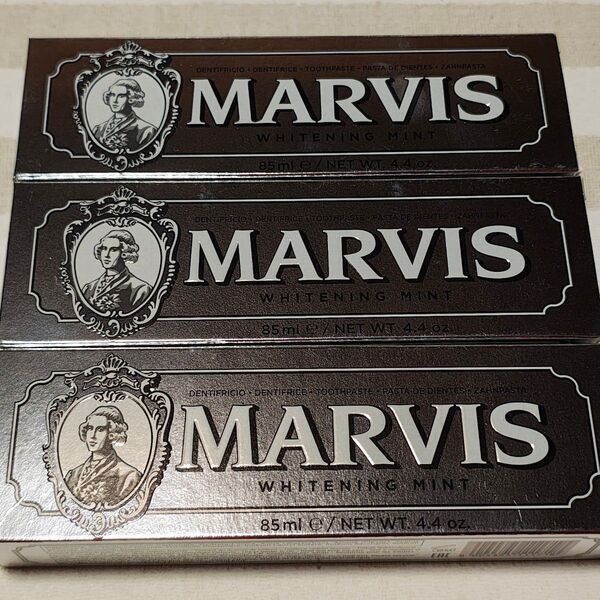 DENTIFRICIO • DENTIFRICE • TOOTHPASTE • PASTA DE DIENTES • ZAHNPASTA
MARVIS
WHITENING MINT
85ml ℮ / NET WT. 4.4 oz.
DENTIFRICIO • DENTIFRICE • TOOTHPASTE • PASTA DE DIENTES • ZAHNPASTA
MARVIS
WHITENING MINT
85ml ℮ / NET WT. 4.4 oz.
DENTIFRICIO • DENTIFRICE • TOOTHPASTE • PASTA DE DIENTES • ZAHNPASTA
MARVIS
WHITENING MINT
85ml ℮ / NET WT. 4.4 oz.
EAC